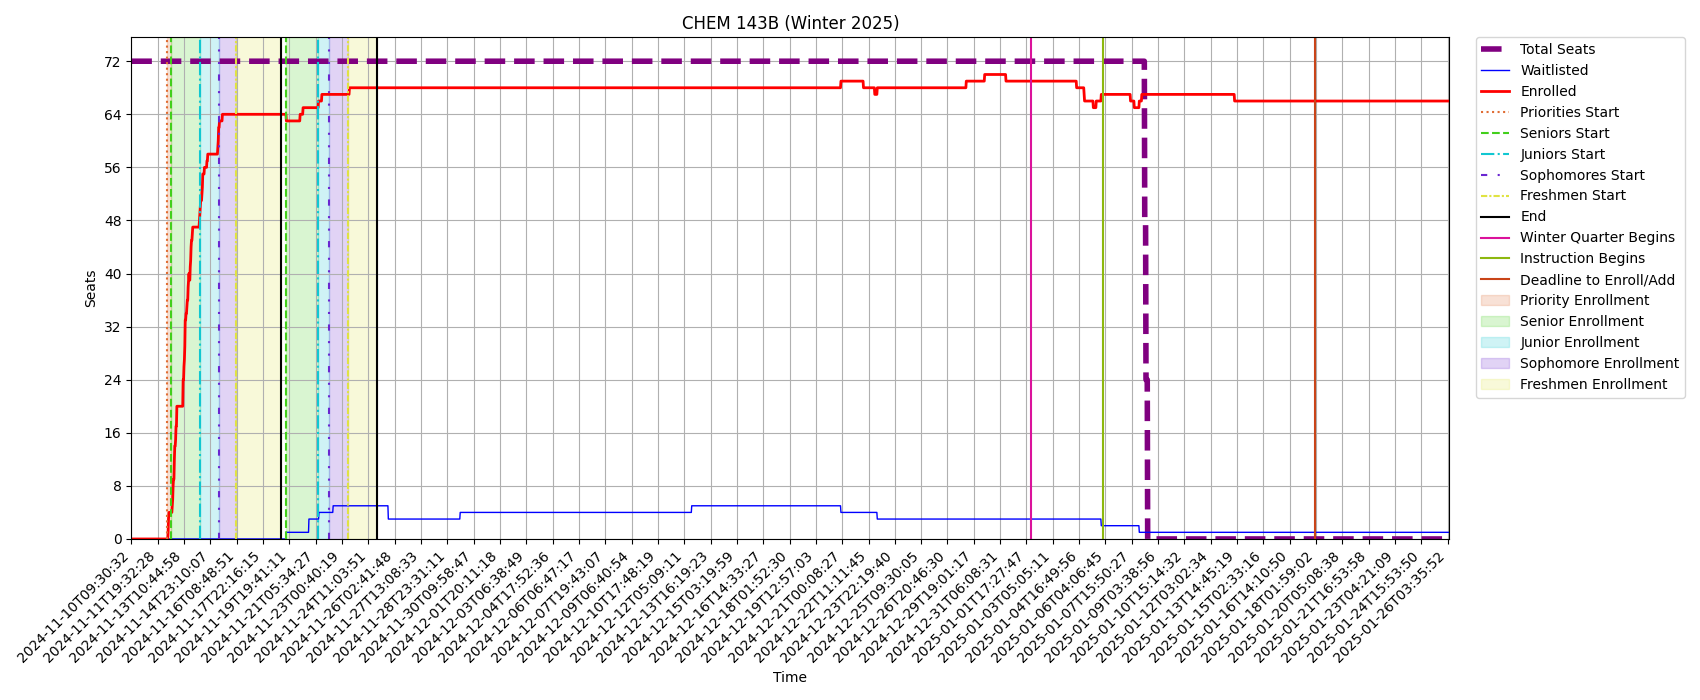 CHEM 143B (Winter 2025)
Seats
72
64
56
48
40
32
24
16
8
0
2024-11-10T09:30:32
2024-11-11T19:32:28
2024-11-13T10:44:58
2024-11-14T23:10:07
2024-11-16T08:48:51
2024-11-17T22:16:15
2024-11-19T19:41:11
2024-11-21T05:34:27
2024-11-23T00:40:19
2024-11-24T11:03:51
2024-11-26T02:41:48
2024-11-27T13:08:33
2024-11-28T23:31:11
2024-11-30T09:58:47
2024-12-01T20:11:18
2024-12-03T06:38:49
2024-12-04T17:52:36
2024-12-06T06:47:17
2024-12-07T19:43:07
2024-12-09T06:40:54
2024-12-10T17:48:19
2024-12-12T05:09:11
2024-12-13T16:19:23
2024-12-15T03:19:59
2024-12-16T14:33:27
2024-12-18T01:52:30
2024-12-19T12:57:03
2024-12-21T00:08:27
2024-12-22T11:11:45
2024-12-23T22:19:40
2024-12-25T09:30:05
2024-12-26T20:46:30
2024-12-29T19:01:17
2024-12-31T06:08:31
2025-01-01T17:27:47
2025-01-03T05:05:11
2025-01-04T16:49:56
2025-01-06T04:06:45
2025-01-07T15:50:27
2025-01-09T03:38:56
2025-01-10T15:14:32
2025-01-12T03:02:34
2025-01-13T14:45:19
2025-01-15T02:33:16
2025-01-16T14:10:50
2025-01-18T01:59:02
2025-01-20T05:08:38
2025-01-21T16:53:58
2025-01-23T04:21:09
2025-01-24T15:53:50
2025-01-26T03:35:52
Time
Total Seats
Waitlisted
Enrolled
Priorities Start
Seniors Start
Juniors Start
Sophomores Start
Freshmen Start
End
Winter Quarter Begins
Instruction Begins
Deadline to Enroll/Add
Priority Enrollment
Senior Enrollment
Junior Enrollment
Sophomore Enrollment
Freshmen Enrollment